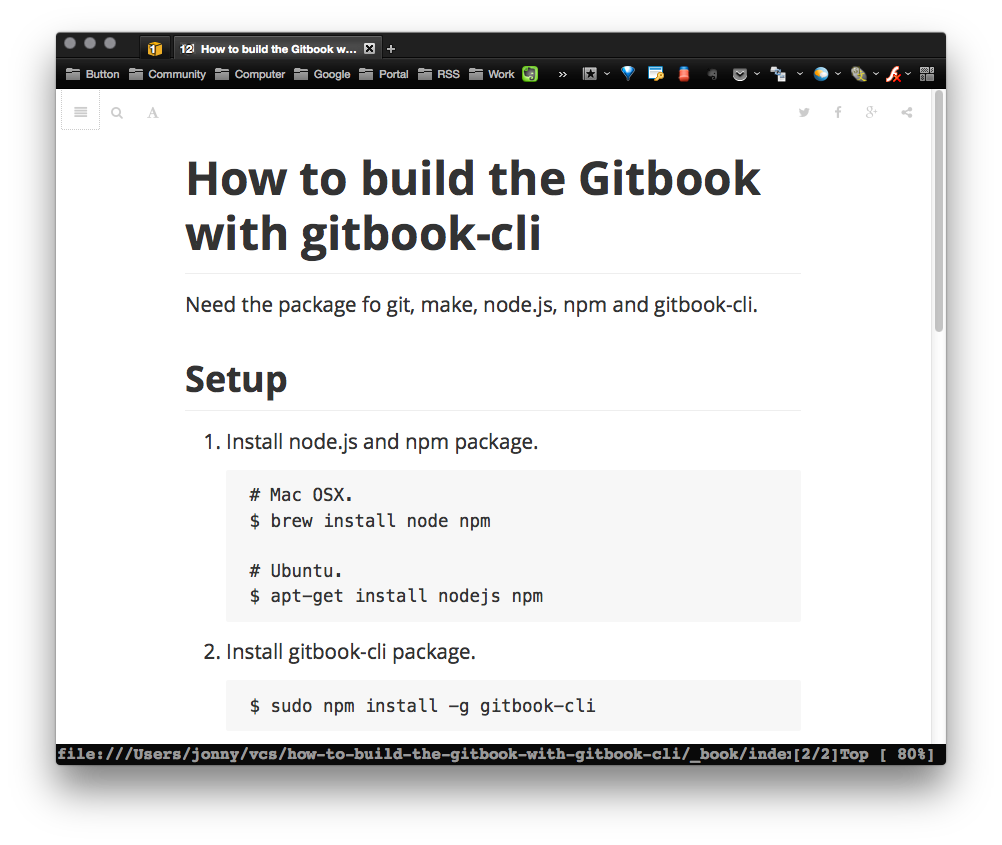 12 How to build the Gitbook w...
Button Community Computer Google Portal RSS Work »
A
How to build the Gitbook
with gitbook-cli
Need the package fo git, make, node.js, npm and gitbook-cli.
Setup
1. Install node.js and npm package.
# Mac OSX.
$ brew install node npm
# Ubuntu.
$ apt-get install nodejs npm
2. Install gitbook-cli package.
$ sudo npm install -g gitbook-cli
file:///Users/jonny/vcs/how-to-build-the-gitbook-with-gitbook-cli/_book/index[2/2]Top [ 80%]